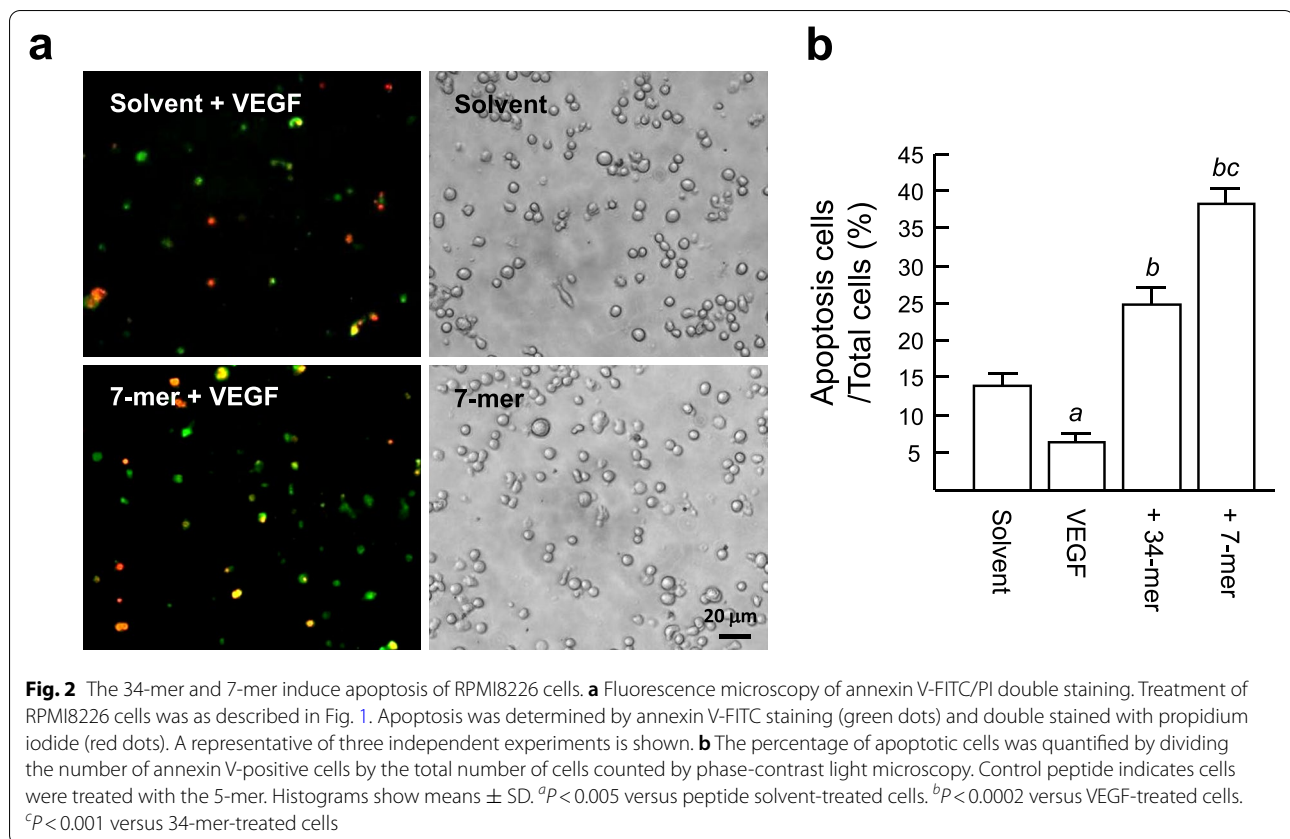 a
Solvent + VEGF
Solvent
7-mer + VEGF
7-mer
20 μm
b
Apoptosis cells
/Total cells (%)
45
40
35
30
25
20
15
10
5
a
b
bc
Solvent
VEGF
+ 34-mer
+ 7-mer
Fig. 2 The 34-mer and 7-mer induce apoptosis of RPMI8226 cells. a Fluorescence microscopy of annexin V-FITC/PI double staining. Treatment of
RPMI8226 cells was as described in Fig. 1. Apoptosis was determined by annexin V-FITC staining (green dots) and double stained with propidium
iodide (red dots). A representative of three independent experiments is shown. b The percentage of apoptotic cells was quantified by dividing
the number of annexin V-positive cells by the total number of cells counted by phase-contrast light microscopy. Control peptide indicates cells
were treated with the 5-mer. Histograms show means ± SD. aP < 0.005 versus peptide solvent-treated cells. bP < 0.0002 versus VEGF-treated cells.
cP < 0.001 versus 34-mer-treated cells